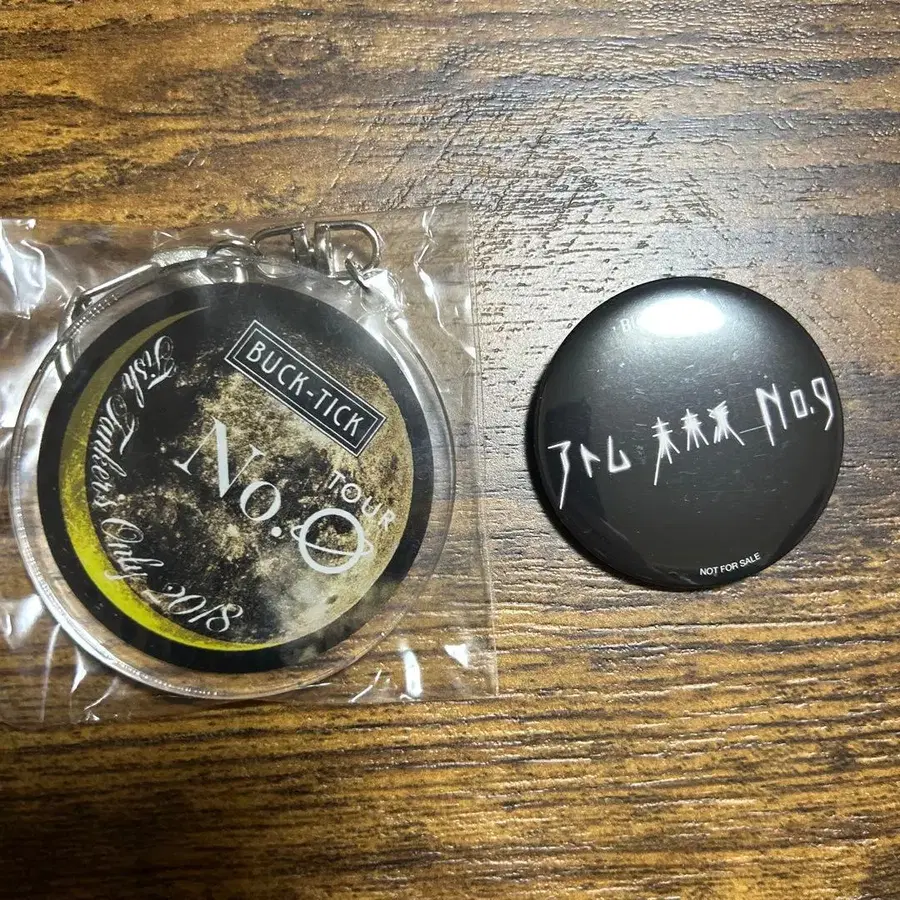 BUCK-TICK
TOUR
No.0
Fish Tanker's Only 2018
アトム 未来派 No.9
NOT FOR SALE